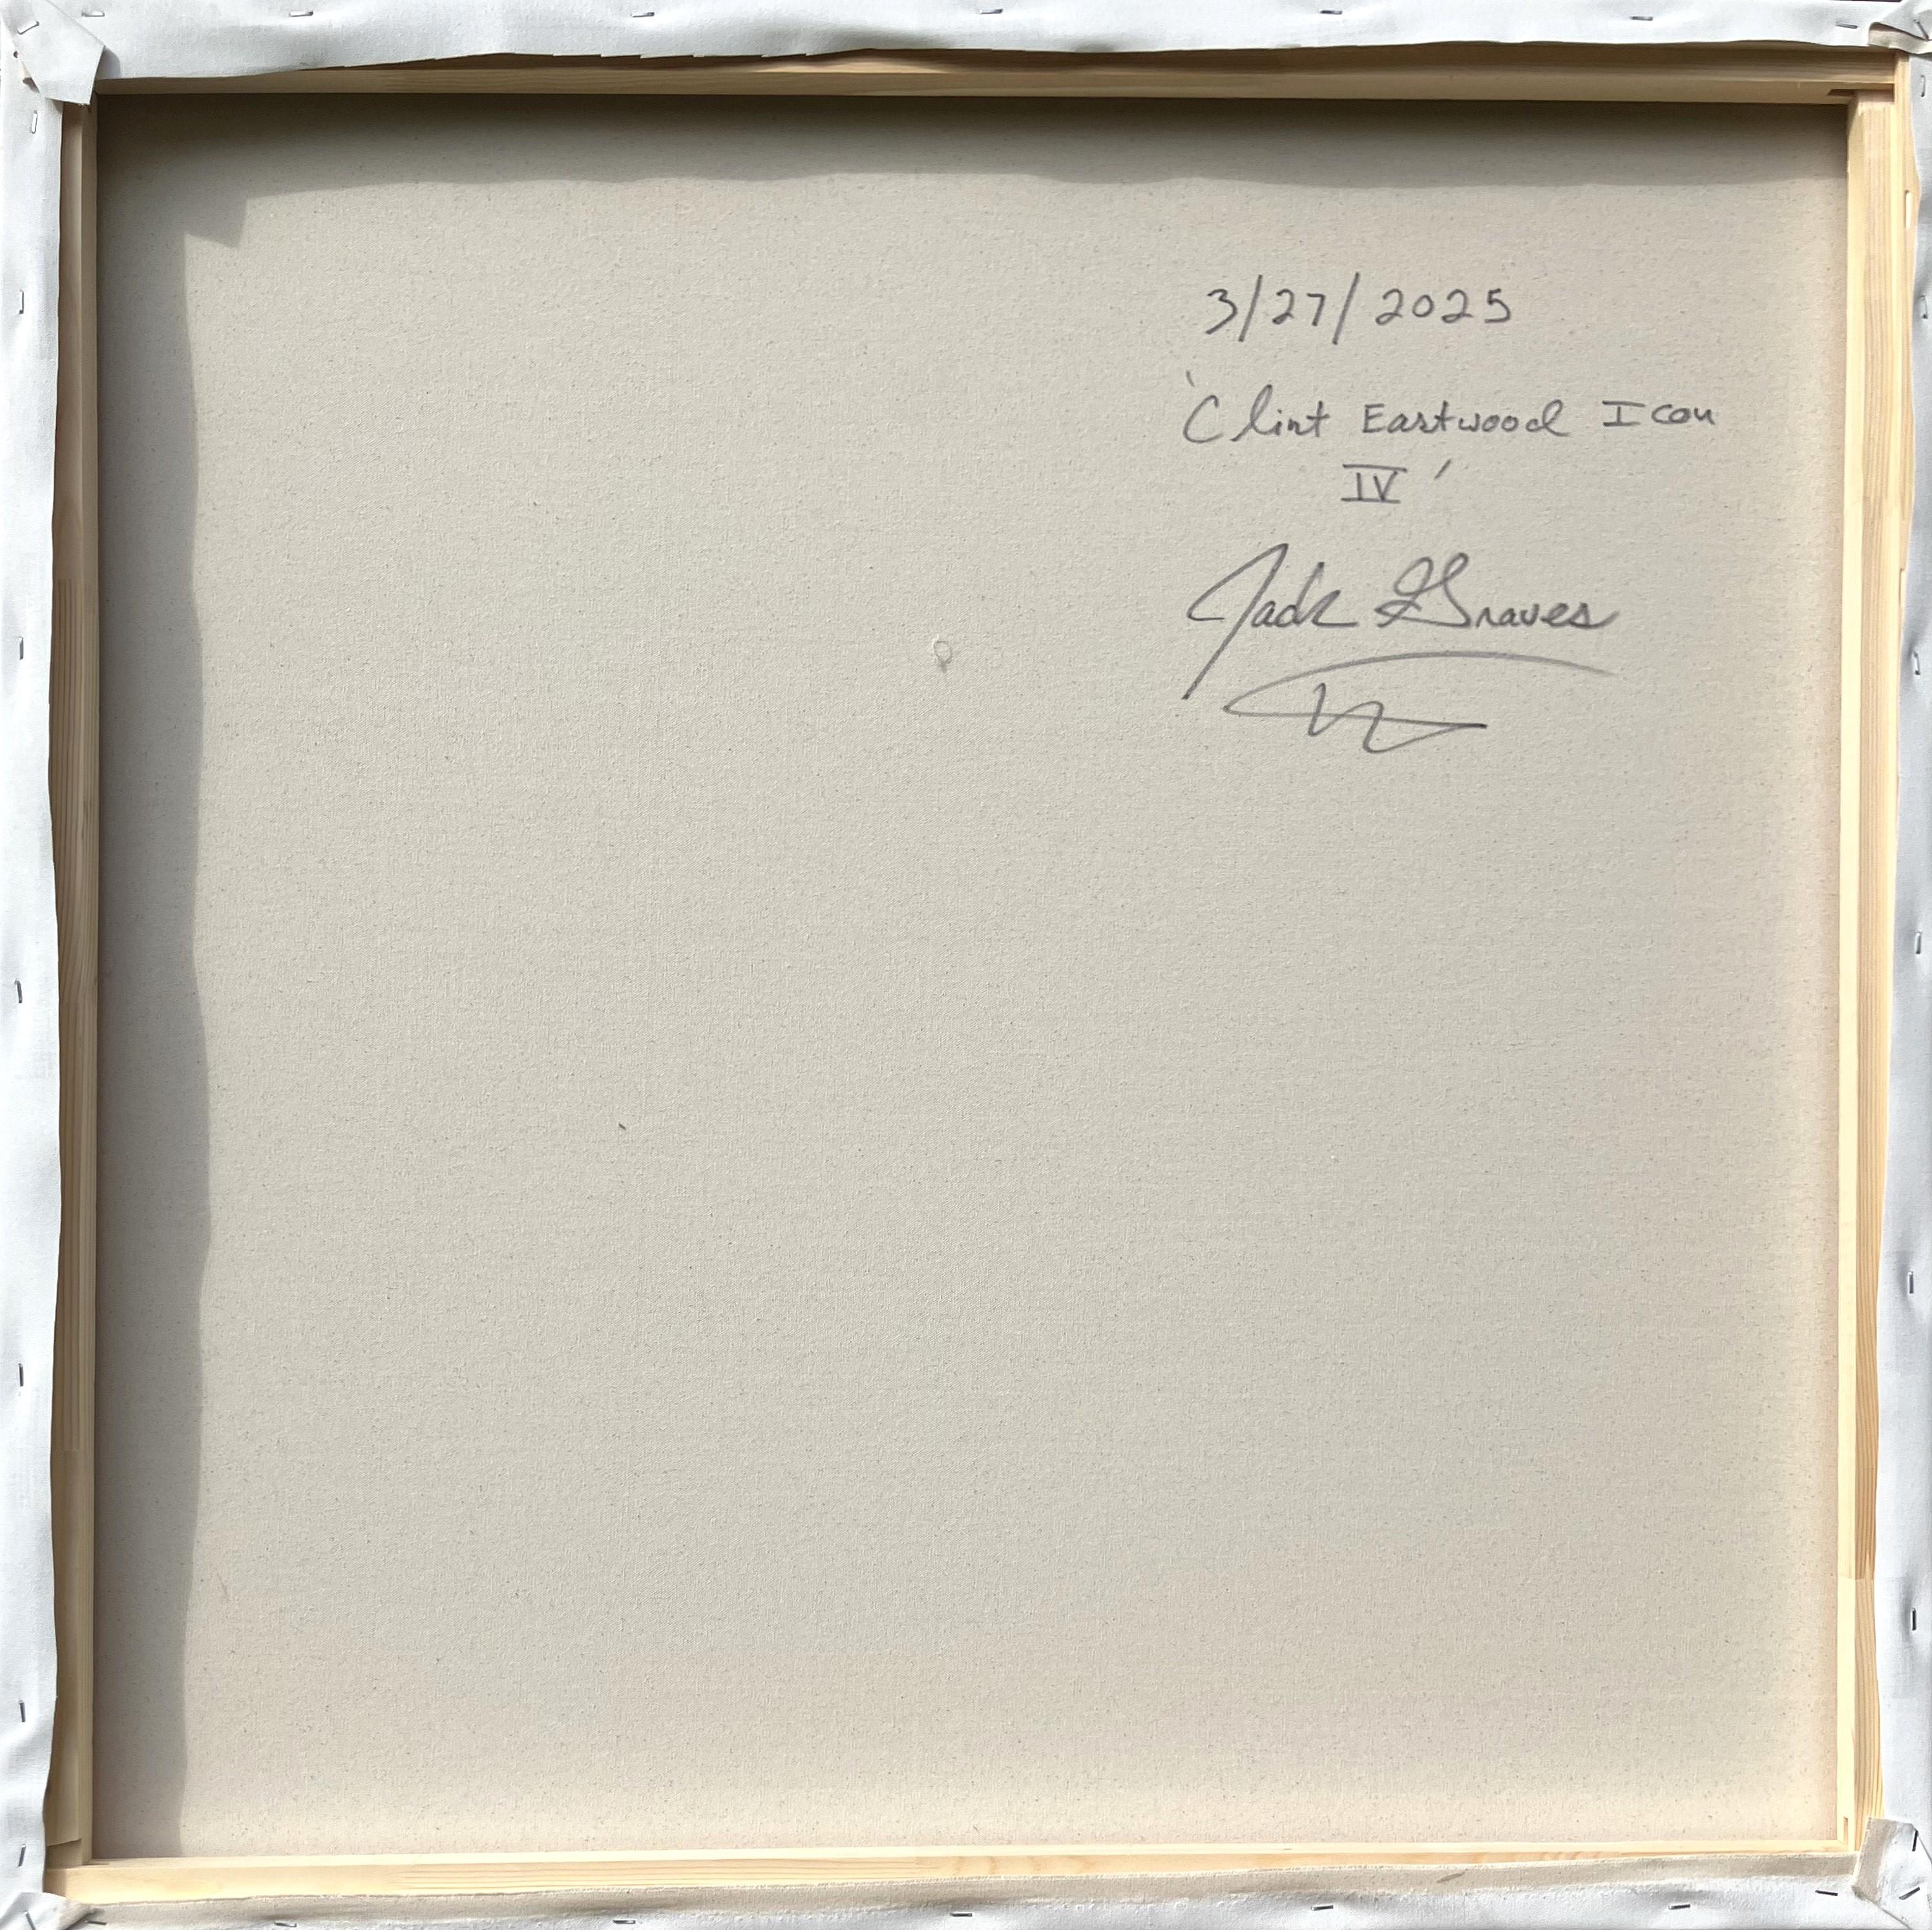 3/27/2025
'Clint Eastwood Icon
IV'
Jack Graves